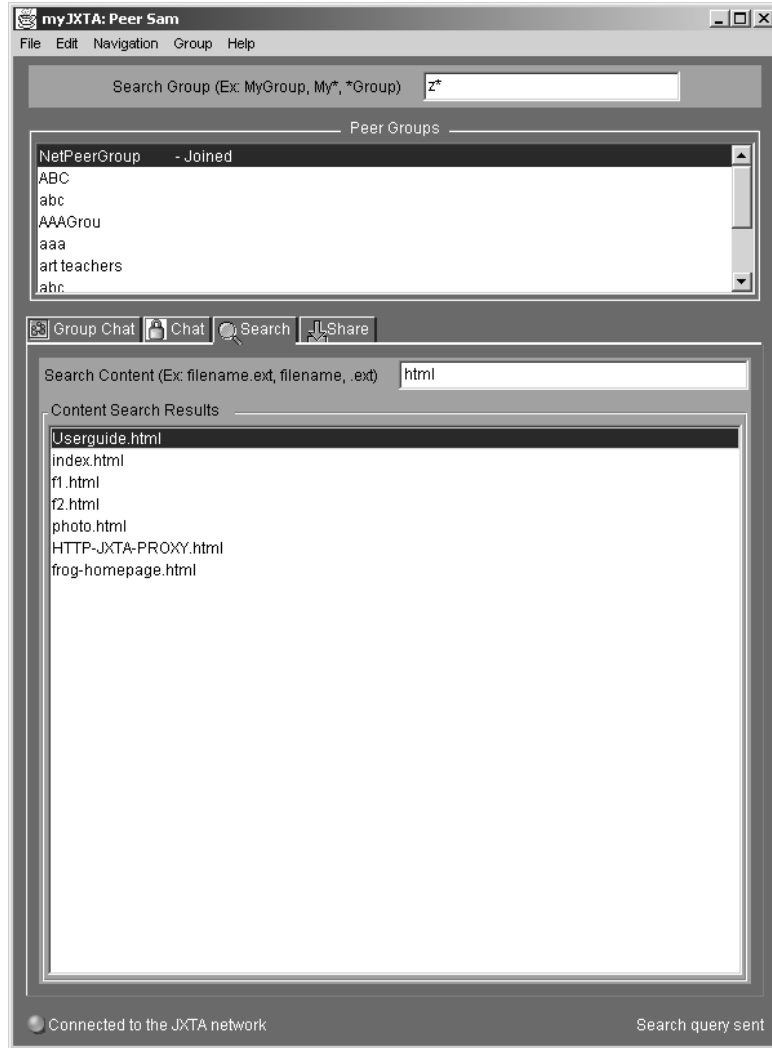 myJXTA: Peer Sam
File Edit Navigation Group Help
Search Group (Ex: MyGroup, My*, *Group) z*
Peer Groups
NetPeerGroup - Joined
ABC
abc
AAAGrou
aaa
art teachers
abc
Group Chat Chat Search Share
Search Content (Ex: filename.ext, filename, .ext) html
Content Search Results
Userguide.html
index.html
f1.html
f2.html
photo.html
HTTP-JXTA-PROXY.html
frog-homepage.html
Connected to the JXTA network Search query sent